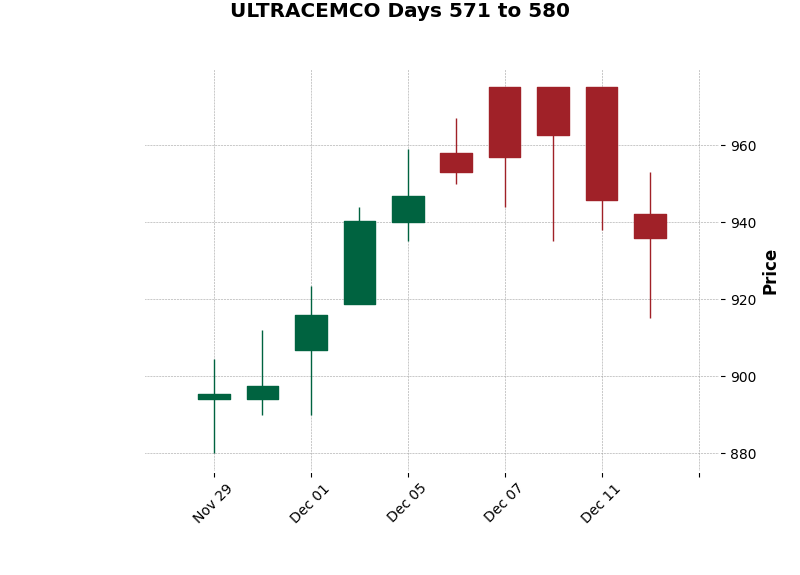 ULTRACEMCO Days 571 to 580
960
940
920
900
880
Price
Nov 29
Dec 01
Dec 05
Dec 07
Dec 11